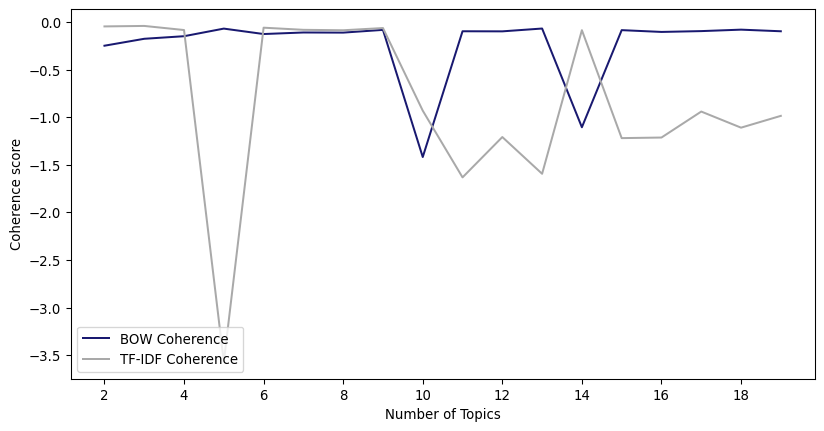 0.0
−0.5
−1.0
−1.5
−2.0
−2.5
−3.0
−3.5
Coherence score
BOW Coherence
TF-IDF Coherence
2 4 6 8 10 12 14 16 18
Number of Topics